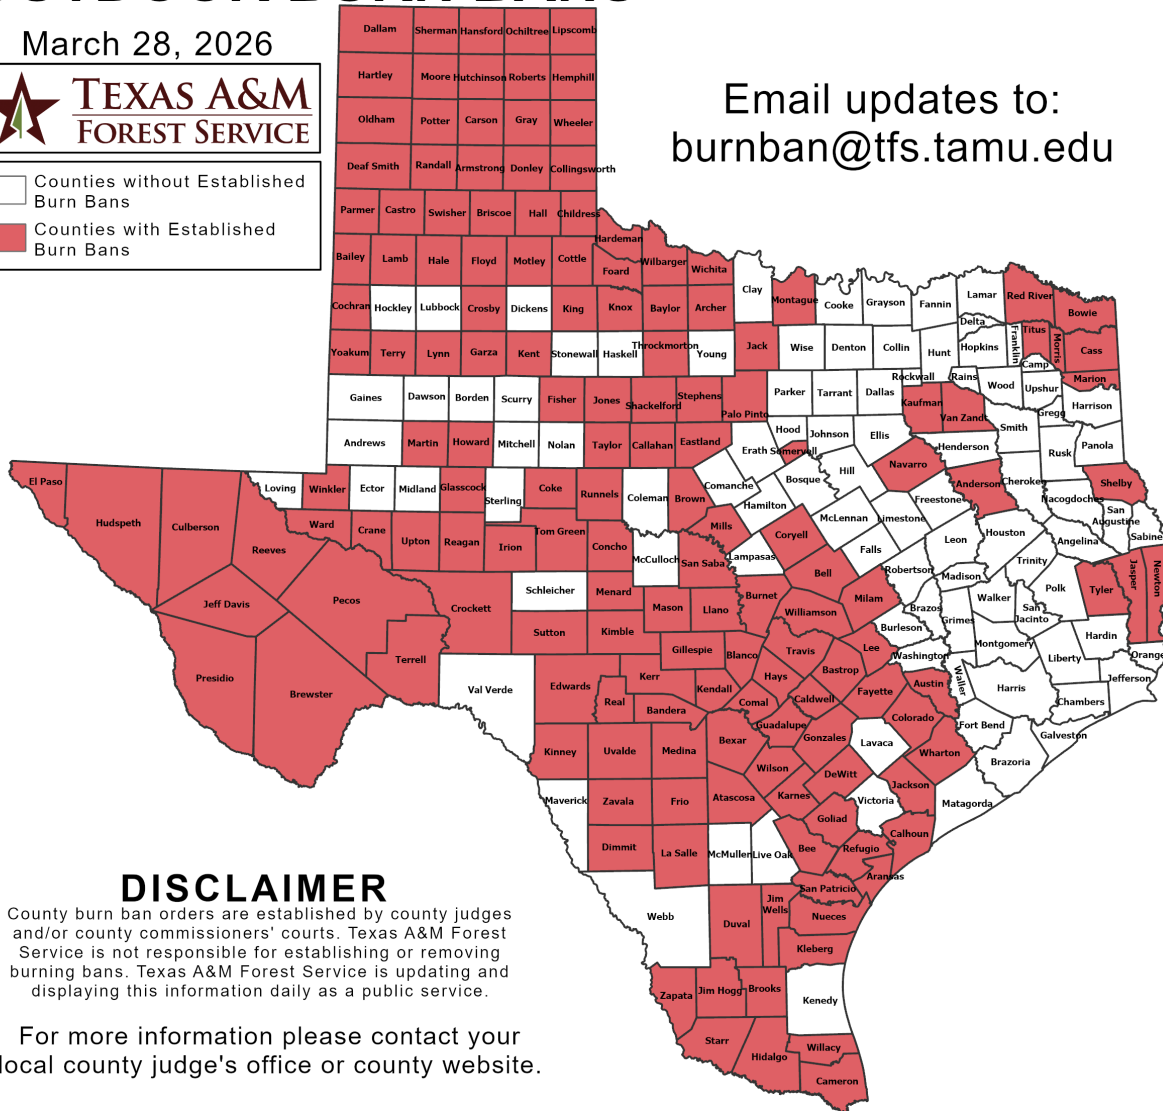 March 28, 2026
TEXAS A&M
FOREST SERVICE
Counties without Established
Burn Bans
Counties with Established
Burn Bans
Email updates to:
burnban@tfs.tamu.edu
Dallam Sherman Hansford Ochiltree Lipscomb
Hartley Moore Hutchinson Roberts Hemphill
Oldham Potter Carson Gray Wheeler
Deaf Smith Randall Armstrong Donley Collingsworth
Parmer Castro Swisher Briscoe Hall Childress
Hardeman
Bailey Lamb Hale Floyd Motley Cottle Foard Wilbarger Wichita
Cochran Hockley Lubbock Crosby Dickens King Knox Baylor Archer Clay Montague Cooke Grayson Fannin Lamar Red River Bowie
Delta Titus
Yoakum Terry Lynn Garza Kent Stonewall Haskell Throckmorton Young Jack Wise Denton Collin Hunt Hopkins Franklin Morris Cass
Camp
Gaines Dawson Borden Scurry Fisher Jones Shackelford Stephens Palo Pinto Parker Tarrant Dallas Rockwall Rains Wood Upshur Marion
Kaufman Van Zandt Smith Gregg Harrison
Andrews Martin Howard Mitchell Nolan Taylor Callahan Eastland Erath Hood Somervell Johnson Ellis Henderson Rusk Panola
El Paso Loving Winkler Ector Midland Glasscock Sterling Coke Runnels Coleman Brown Comanche Hamilton Bosque Hill Navarro Freestone Anderson Cherokee Nacogdoches Shelby
San
Augustine
Sabine
Hudspeth Culberson Reeves Ward Crane Upton Reagan Irion Tom Green Concho McCulloch San Saba Mills Lampasas Coryell McLennan Limestone Falls Leon Houston Angelina
Jeff Davis Pecos Crockett Schleicher Menard Mason Llano Burnet Bell Milam Robertson Madison Trinity Polk Tyler Jasper Newton
Williamson Brazos Grimes Walker
San
Jacinto
Presidio Brewster Terrell Sutton Kimble Gillespie Blanco Travis Lee Burleson Washington Montgomery Liberty Hardin Orange
Val Verde Edwards Real Kerr Bandera Kendall Comal Hays Caldwell Bastrop Fayette Austin Waller Harris Chambers Jefferson
Kinney Uvalde Medina Bexar Guadalupe Gonzales Lavaca Colorado Wharton Fort Bend Brazoria Galveston
Maverick Zavala Frio Atascosa Wilson Karnes DeWitt Victoria Jackson Matagorda
Dimmit La Salle McMullen Live Oak Bee Goliad Refugio Calhoun Aransas
Webb Duval
Jim
Wells
San Patricio
Nueces
Kleberg
Zapata Jim Hogg Brooks Kenedy
Starr Hidalgo Willacy
Cameron
DISCLAIMER
County burn ban orders are established by county judges
and/or county commissioners' courts. Texas A&M Forest
Service is not responsible for establishing or removing
burning bans. Texas A&M Forest Service is updating and
displaying this information daily as a public service.
For more information please contact your
local county judge's office or county website.